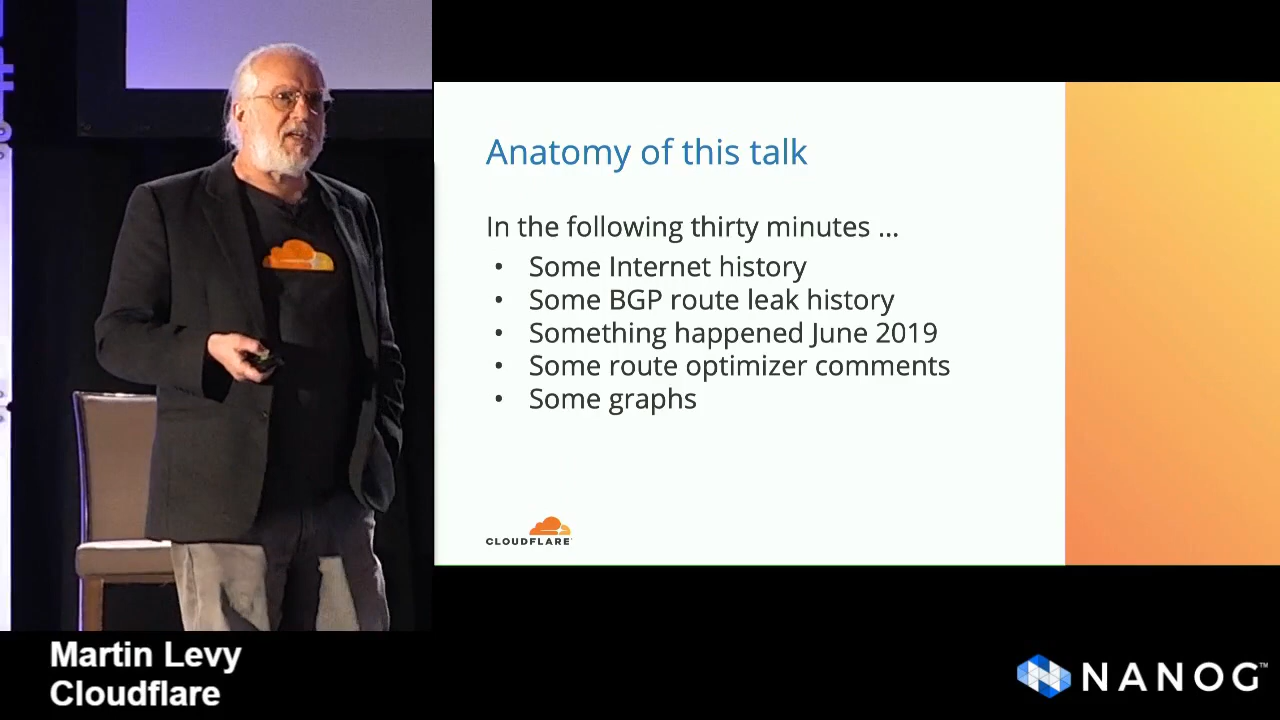 Anatomy of this talk
In the following thirty minutes ...
• Some Internet history
• Some BGP route leak history
• Something happened June 2019
• Some route optimizer comments
• Some graphs
CLOUDFLARE
Martin Levy
Cloudflare
NANOG™